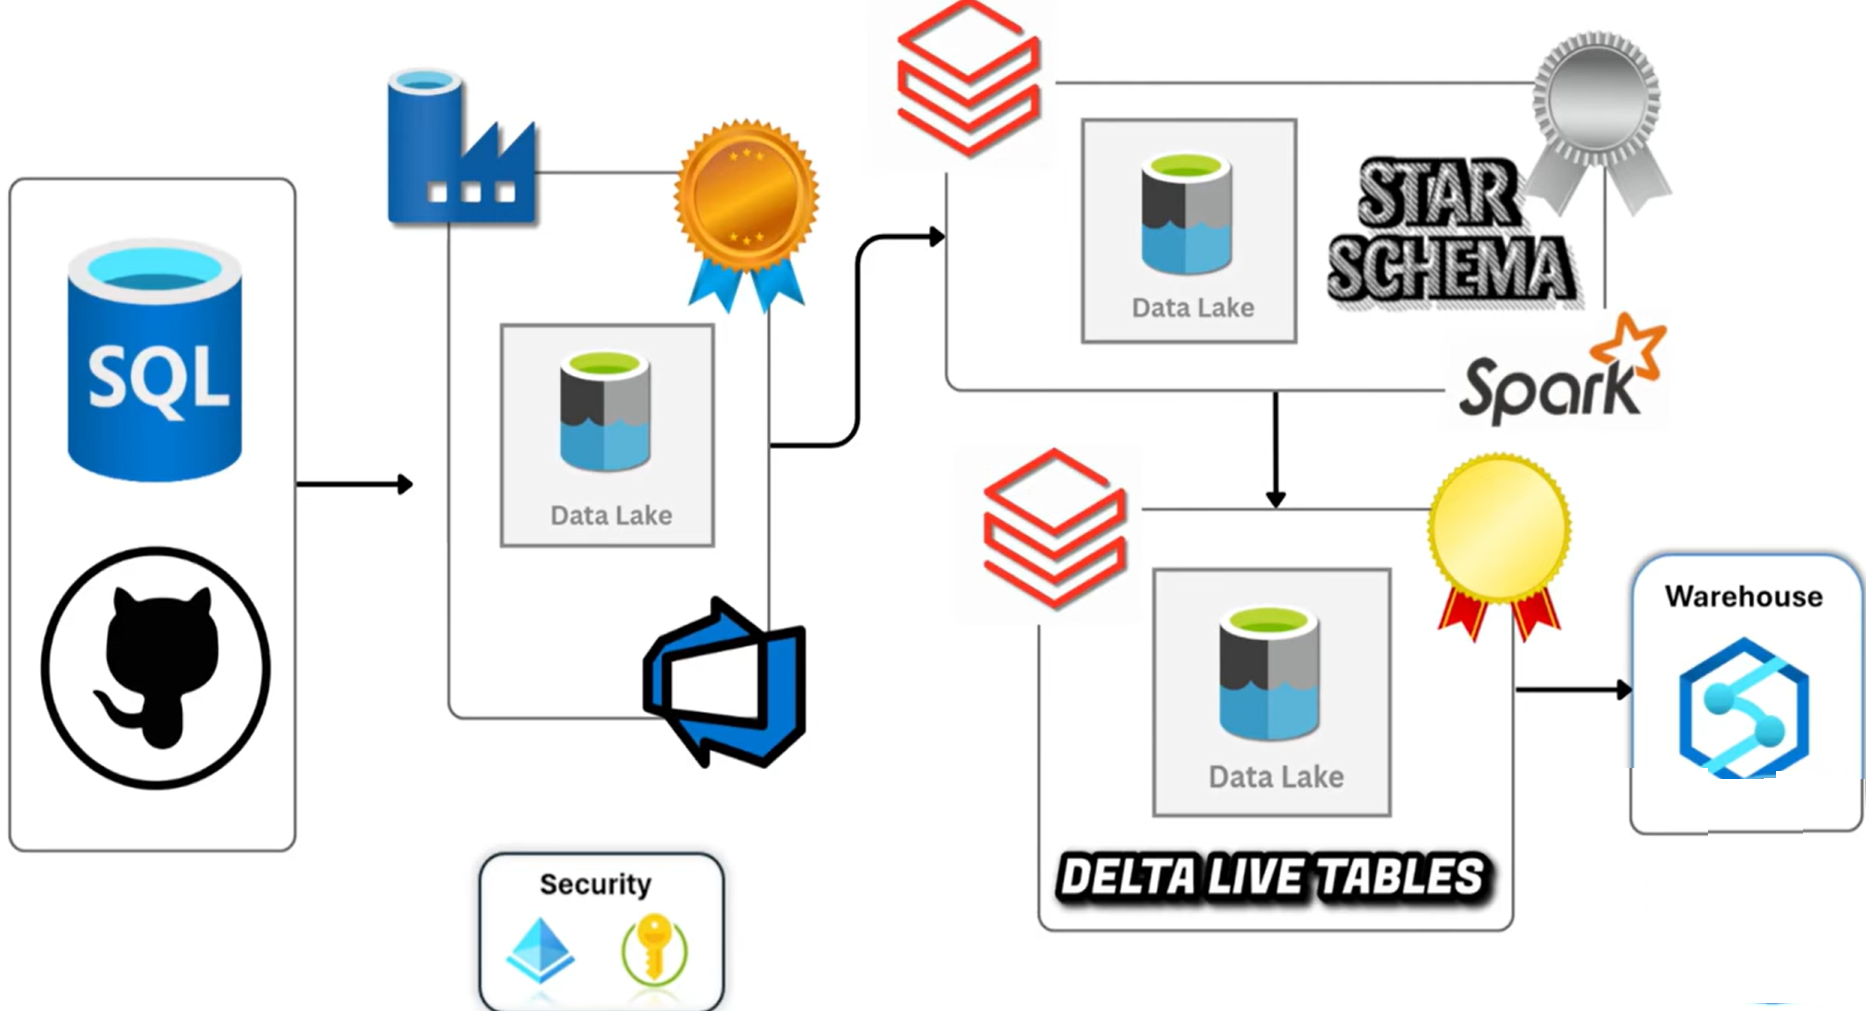 SQL
Data Lake
Data Lake
STAR
SCHEMA
Spark
Data Lake
DELTA LIVE TABLES
Warehouse
Security